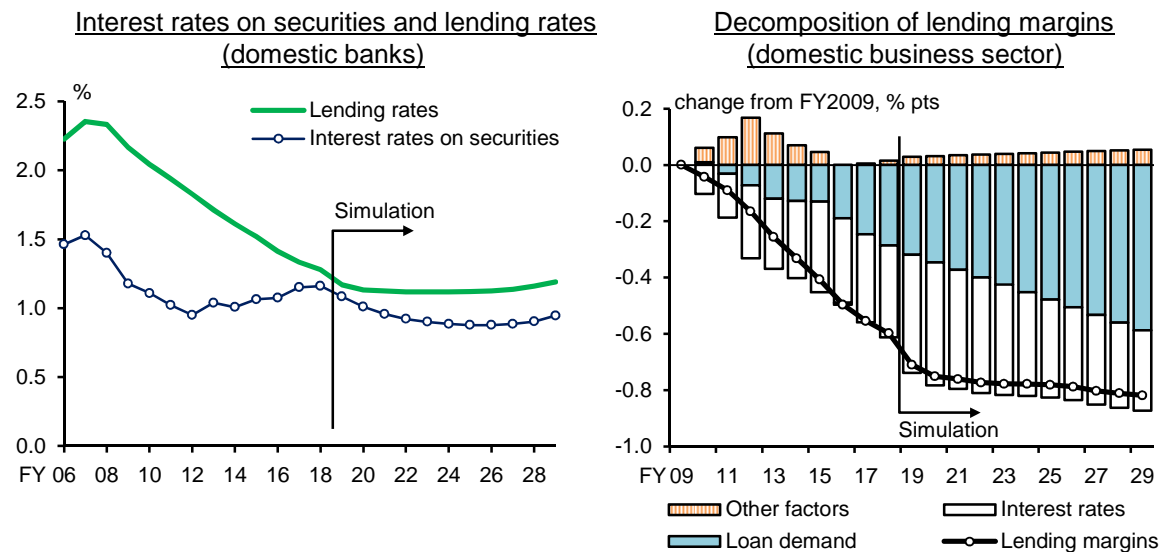 Interest rates on securities and lending rates
(domestic banks)
%
2.5
2.0
1.5
1.0
0.5
0.0
Lending rates
Interest rates on securities
Simulation
FY 06 08 10 12 14 16 18 20 22 24 26 28
Decomposition of lending margins
(domestic business sector)
change from FY2009, % pts
0.2
0.0
-0.2
-0.4
-0.6
-0.8
-1.0
Simulation
FY 09 11 13 15 17 19 21 23 25 27 29
Other factors Interest rates
Loan demand Lending margins